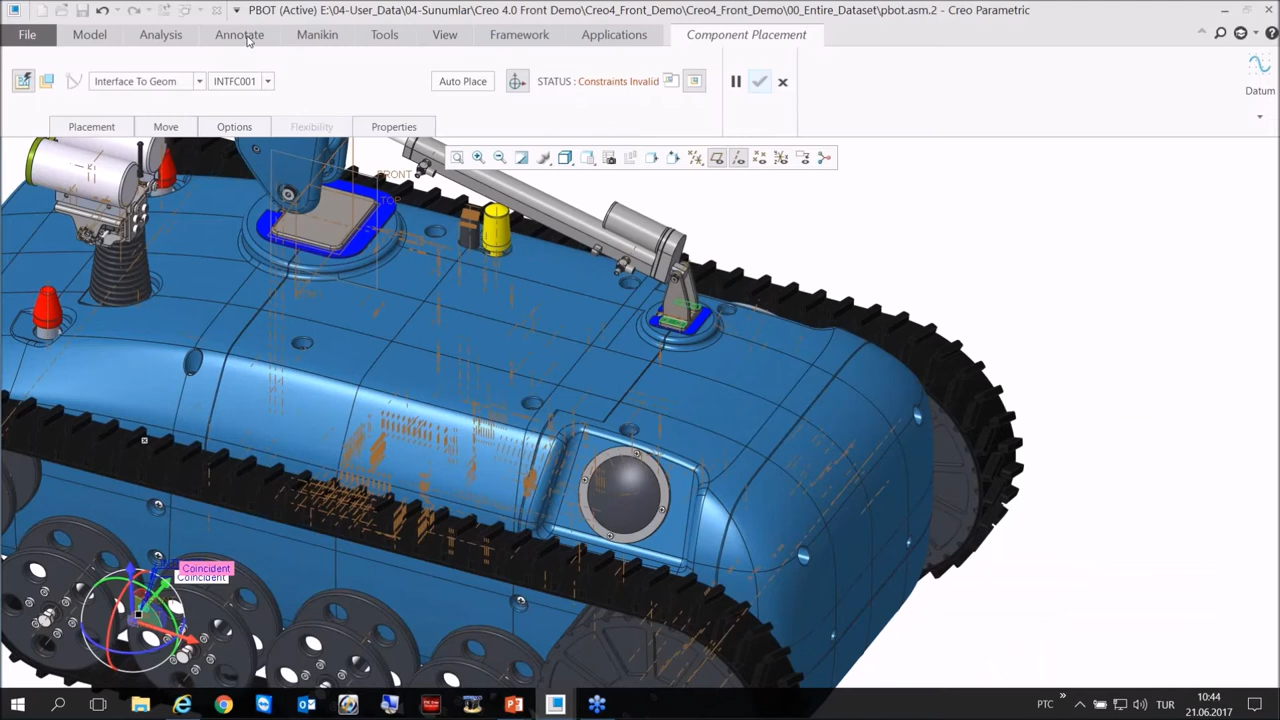 PBOT (Active) E:\04-User_Data\04-Sunumlar\Creo 4.0 Front Demo\Creo4_Front_Demo\Creo4_Front_Demo\00_Entire_Dataset\pbot.asm.2 - Creo Parametric
File Model Analysis Annotate Manikin Tools View Framework Applications Component Placement
Interface To Geom INTFC001 Auto Place STATUS : Constraints Invalid
Datum
Placement Move Options Flexibility Properties
FRONT
TOP
Coincident
Coincident
PTC TUR 10:44
21.06.2017